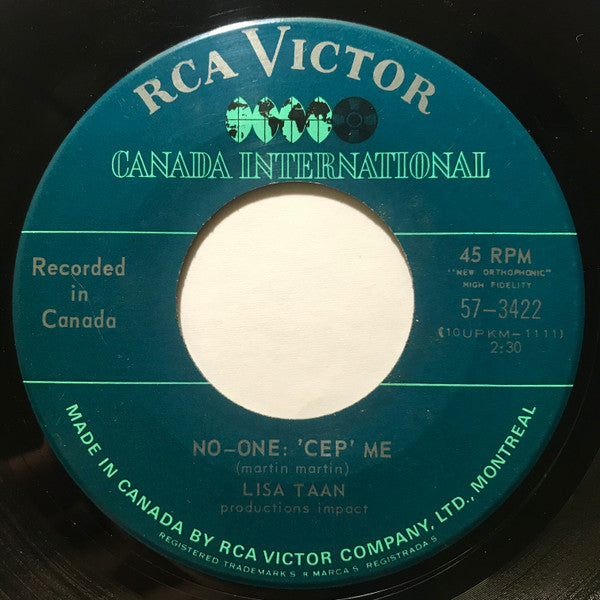 RCA VICTOR
CANADA INTERNATIONAL
Recorded
in
Canada
45 RPM
"NEW ORTHOPHONIC"
HIGH FIDELITY
57-3422
(10UPKM-1111)
2:30
NO-ONE: 'CEP' ME
(martin martin)
LISA TAAN
productions impact
MADE IN CANADA BY RCA VICTOR COMPANY, LTD., MONTREAL
REGISTERED TRADEMARKS & MARCAS REGISTRADAS